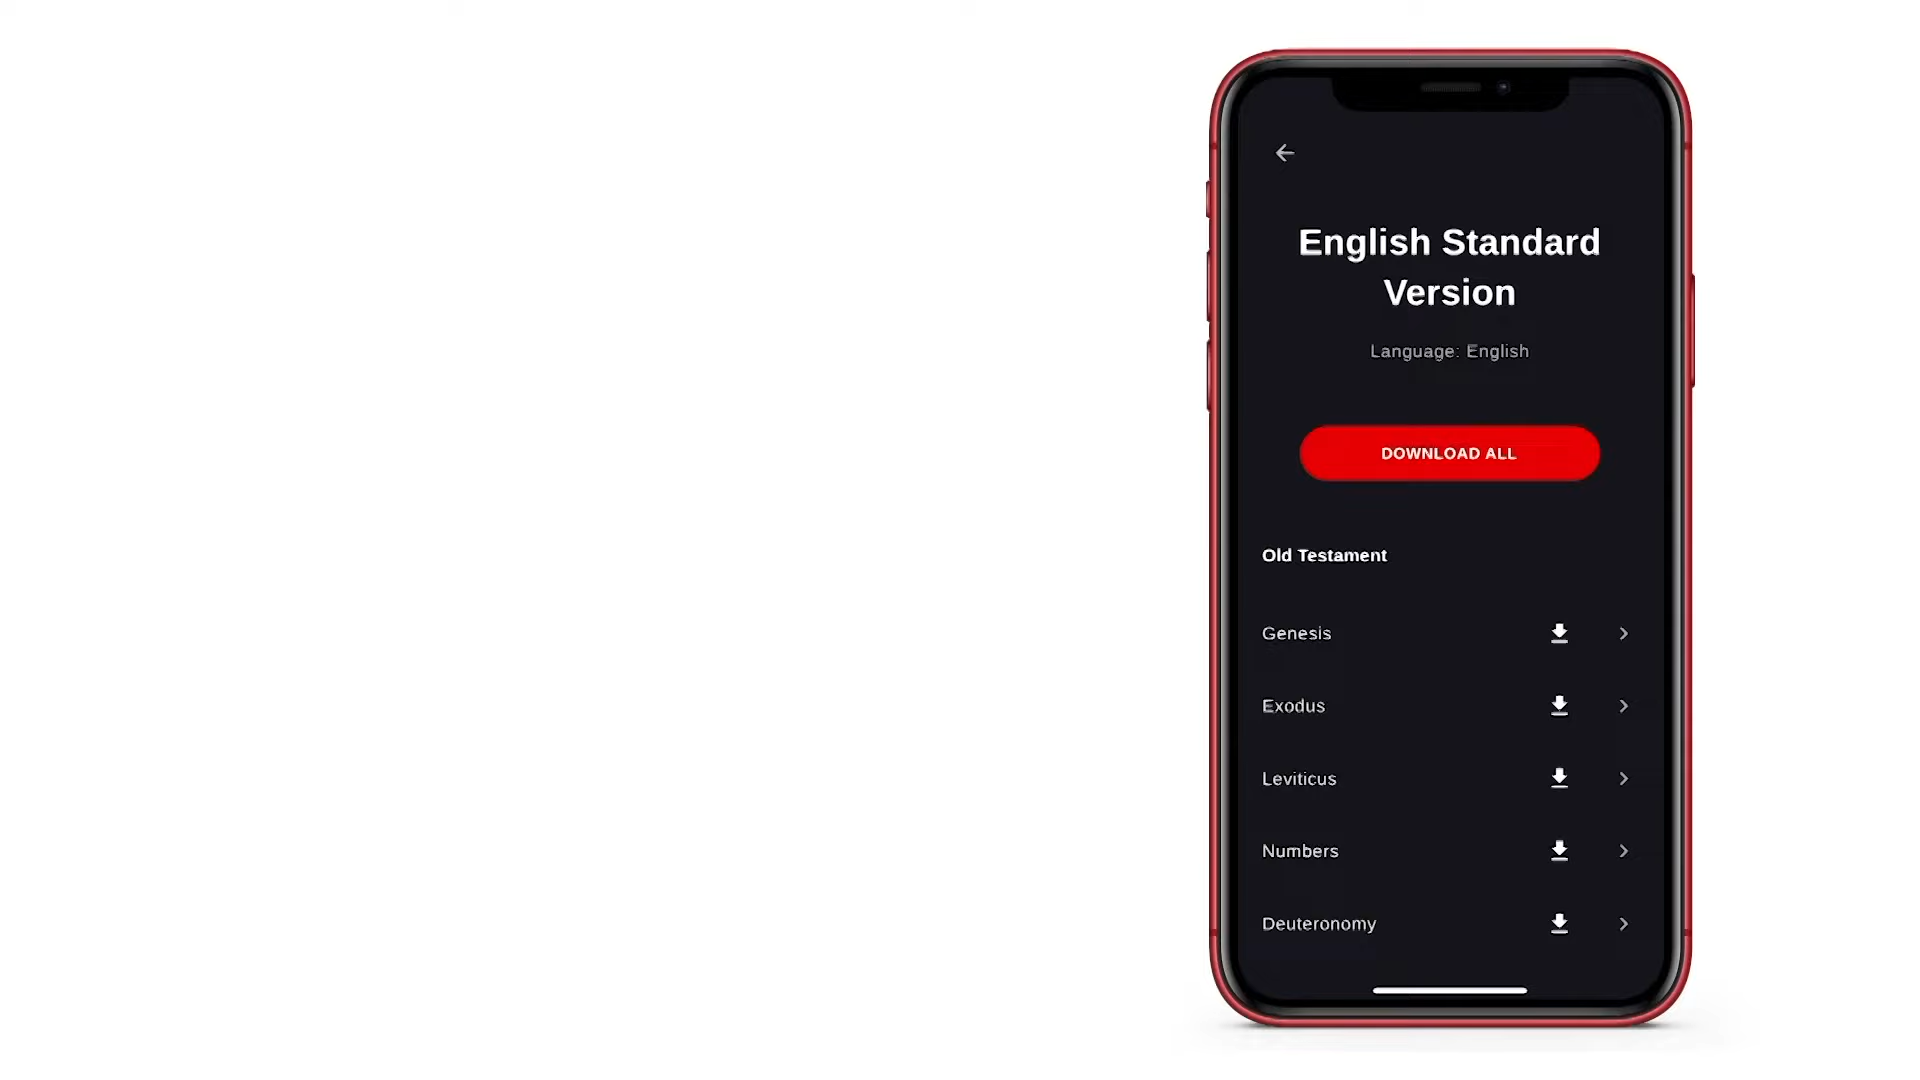 English Standard
Version
Language: English
DOWNLOAD ALL
Old Testament
Genesis
Exodus
Leviticus
Numbers
Deuteronomy